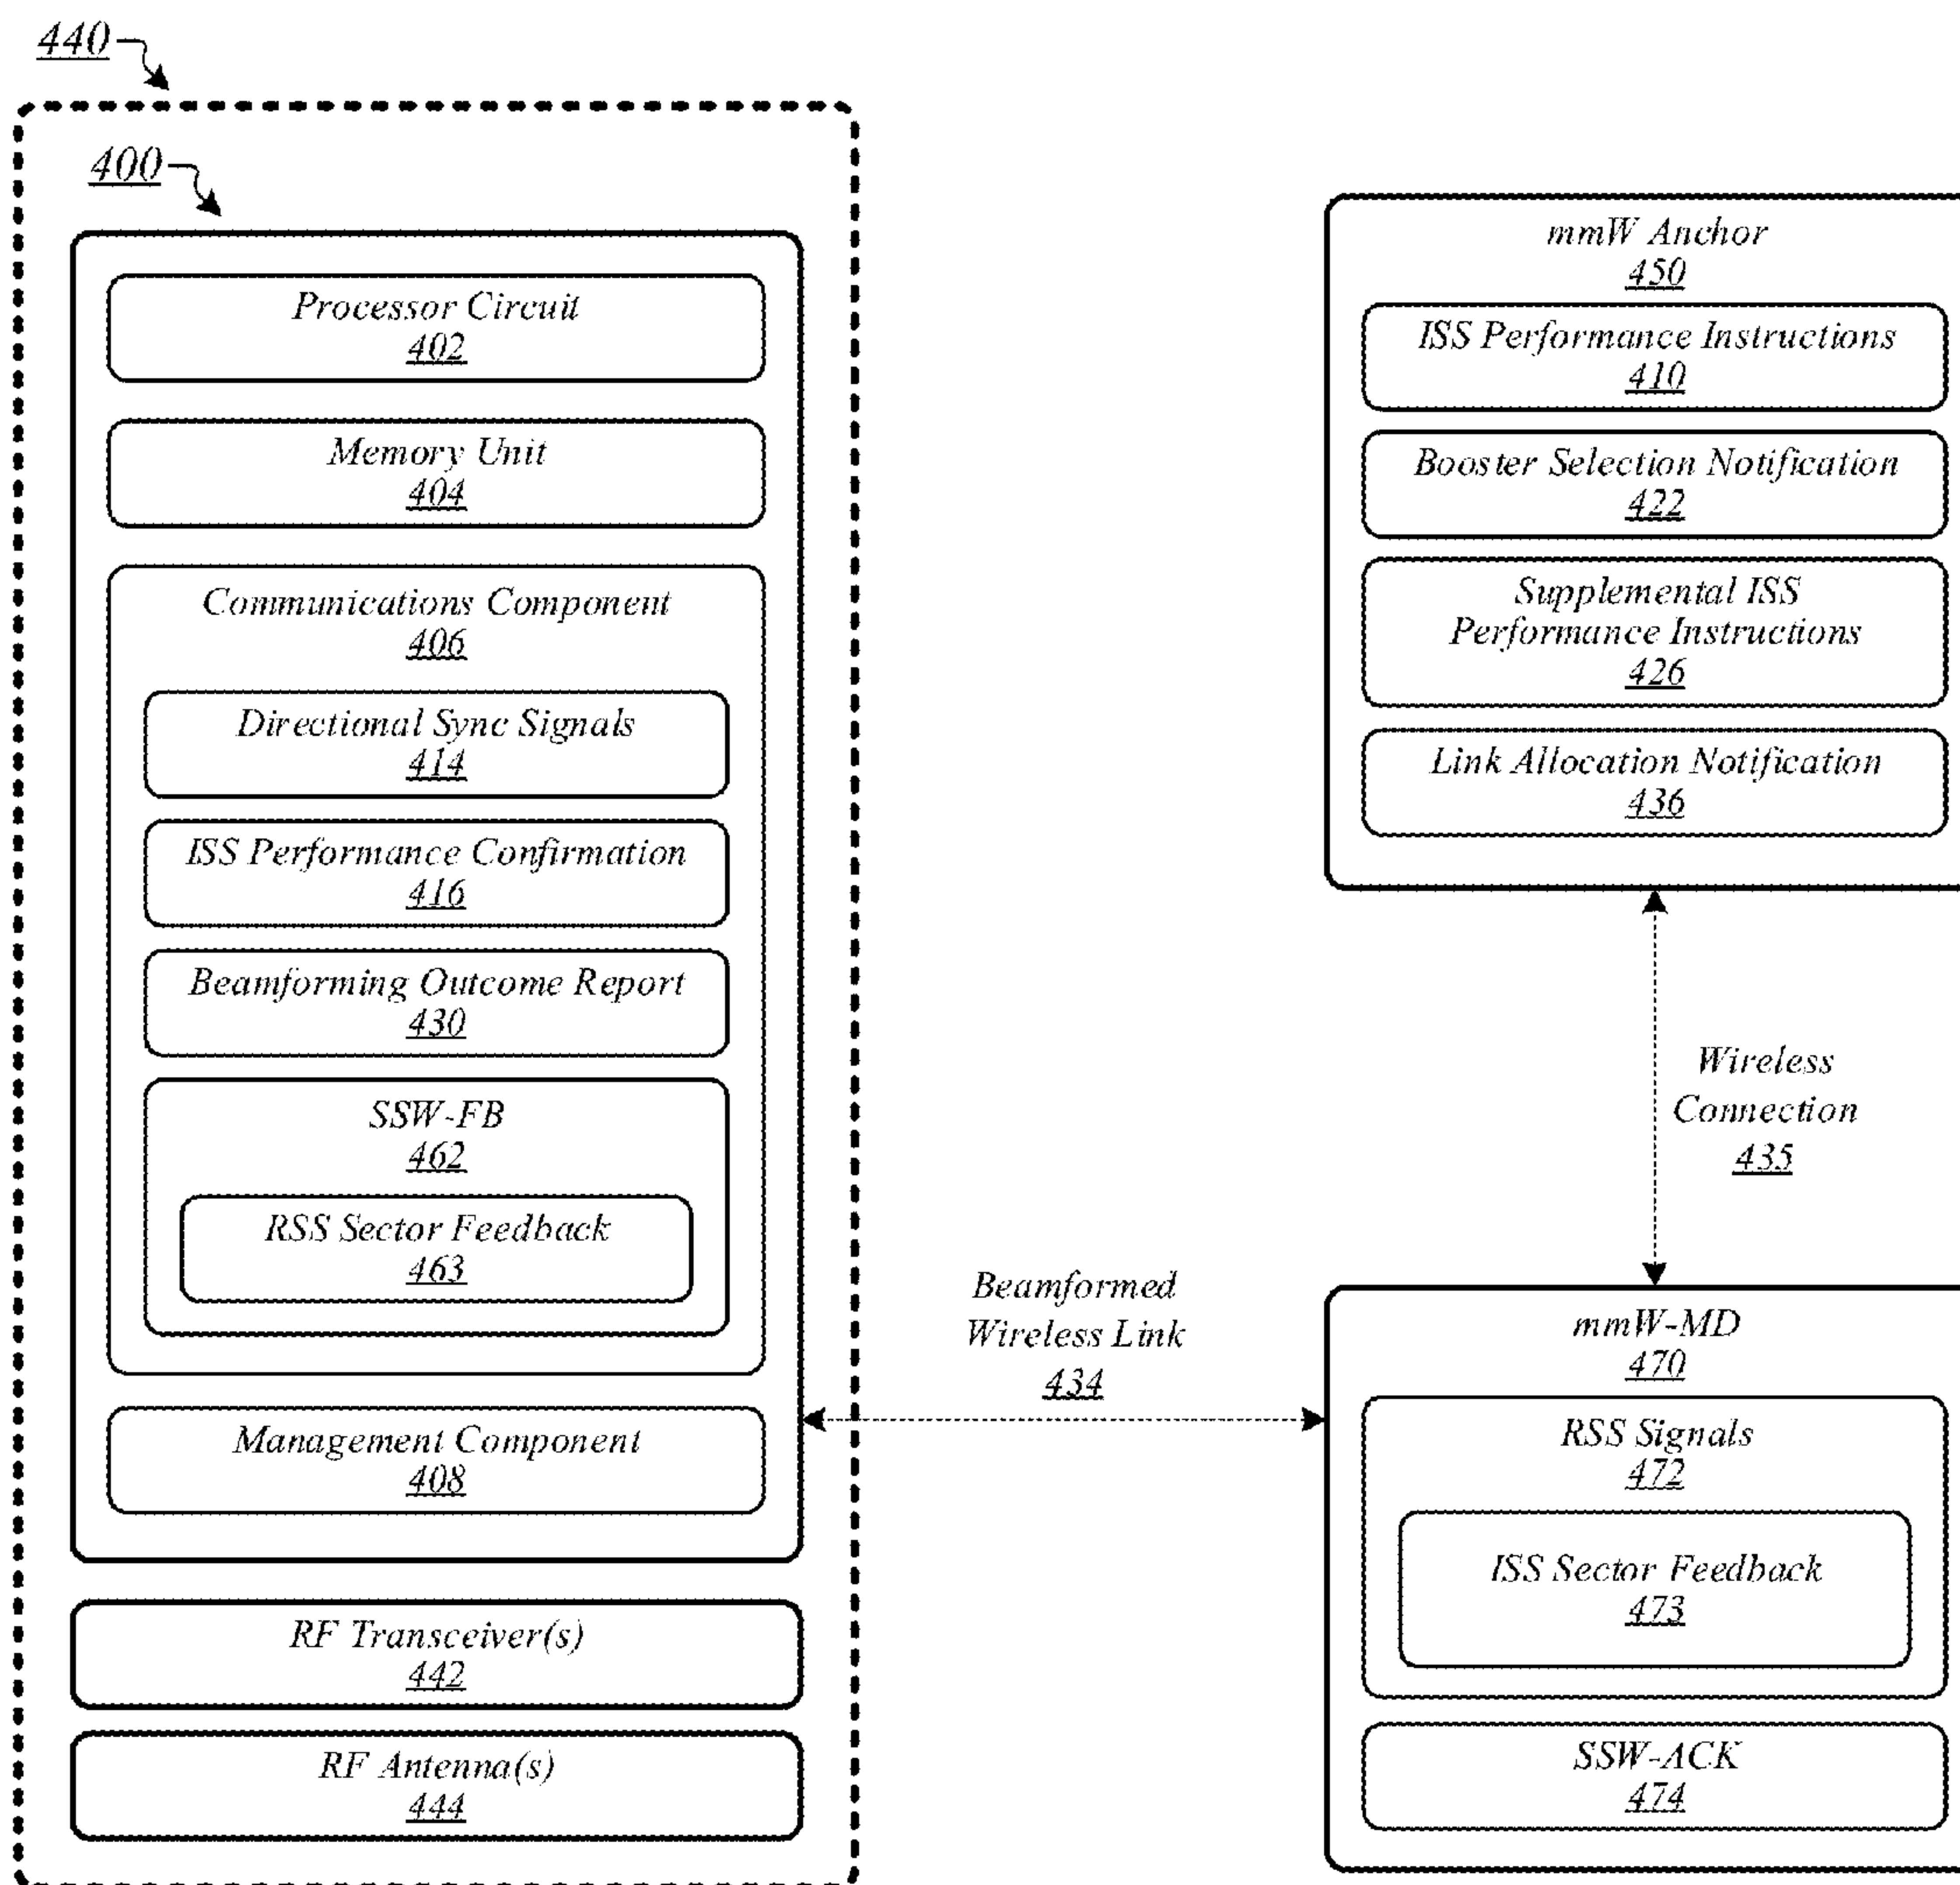 440
400
Processor Circuit
402
Memory Unit
404
Communications Component
406
Directional Sync Signals
414
ISS Performance Confirmation
416
Beamforming Outcome Report
430
SSW-FB
462
RSS Sector Feedback
463
Management Component
408
RF Transceiver(s)
442
RF Antenna(s)
444
Beamformed
Wireless Link
434
mmW Anchor
450
ISS Performance Instructions
410
Booster Selection Notification
422
Supplemental ISS
Performance Instructions
426
Link Allocation Notification
436
Wireless
Connection
435
mmW-MD
470
RSS Signals
472
ISS Sector Feedback
473
SSW-ACK
474